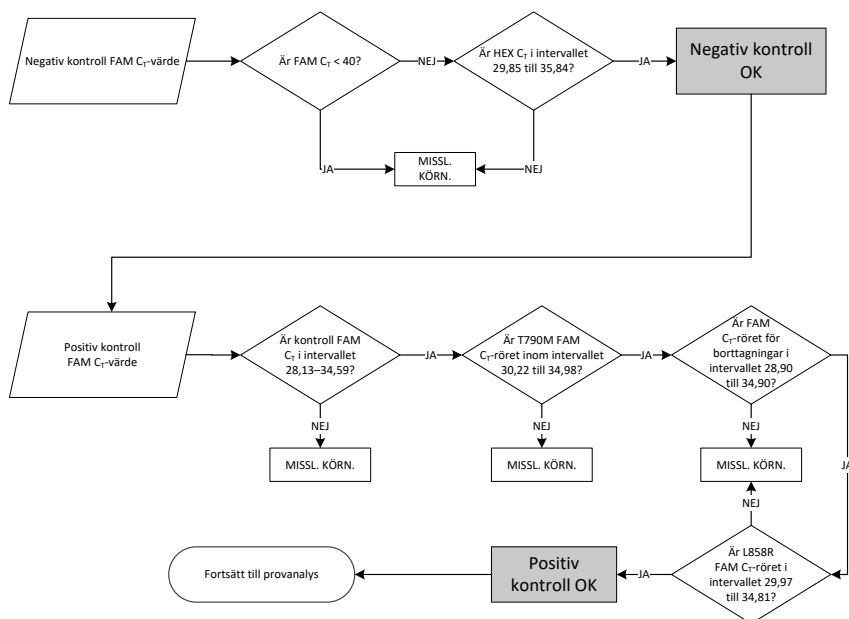 Negativ kontroll FAM CT-värde
Är FAM CT < 40?
NEJ
Är HEX CT i intervallet
29,85 till 35,84?
JA
Negativ kontroll
OK
JA
MISSL.
KÖRN.
NEJ
Positiv kontroll
FAM CT-värde
Är kontroll FAM
CT i intervallet
28,13–34,59?
JA
Är T790M FAM
CT-röret inom intervallet
30,22 till 34,98?
JA
Är FAM
CT-röret för
borttagningar i
intervallet 28,90
till 34,90?
NEJ
NEJ
NEJ
MISSL. KÖRN.
MISSL. KÖRN.
MISSL. KÖRN.
JA
NEJ
Är L858R
FAM CT-röret i
intervallet 29,97
till 34,81?
JA
Positiv
kontroll OK
Fortsätt till provanalys